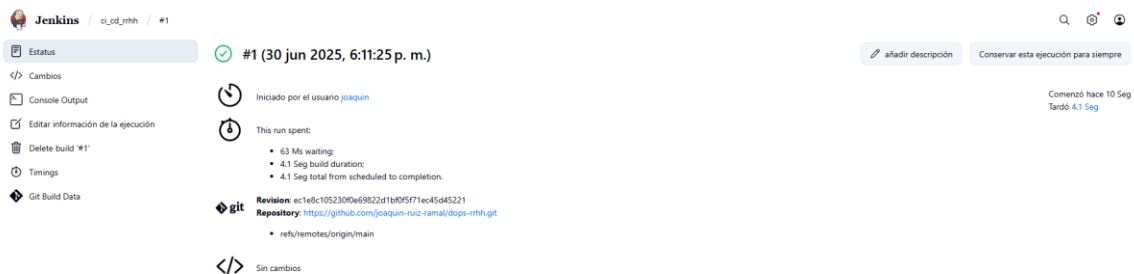 Jenkins / ci_cd_rrhh / #1
Estatus
Cambios
Console Output
Editar información de la ejecución
Delete build '#1'
Timings
Git Build Data
#1 (30 jun 2025, 6:11:25 p. m.)
añadir descripción
Conservar esta ejecución para siempre
Iniciado por el usuario joaquin
Comenzó hace 10 Seg
Tardó 4.1 Seg
This run spent:
63 Ms waiting;
4.1 Seg build duration;
4.1 Seg total from scheduled to completion.
git
Revision: ec1e8c105230f0e69822d1bf0f5f71ec45d45221
Repository: https://github.com/joaquin-ruiz-ramal/dops-rrhh.git
refs/remotes/origin/main
Sin cambios